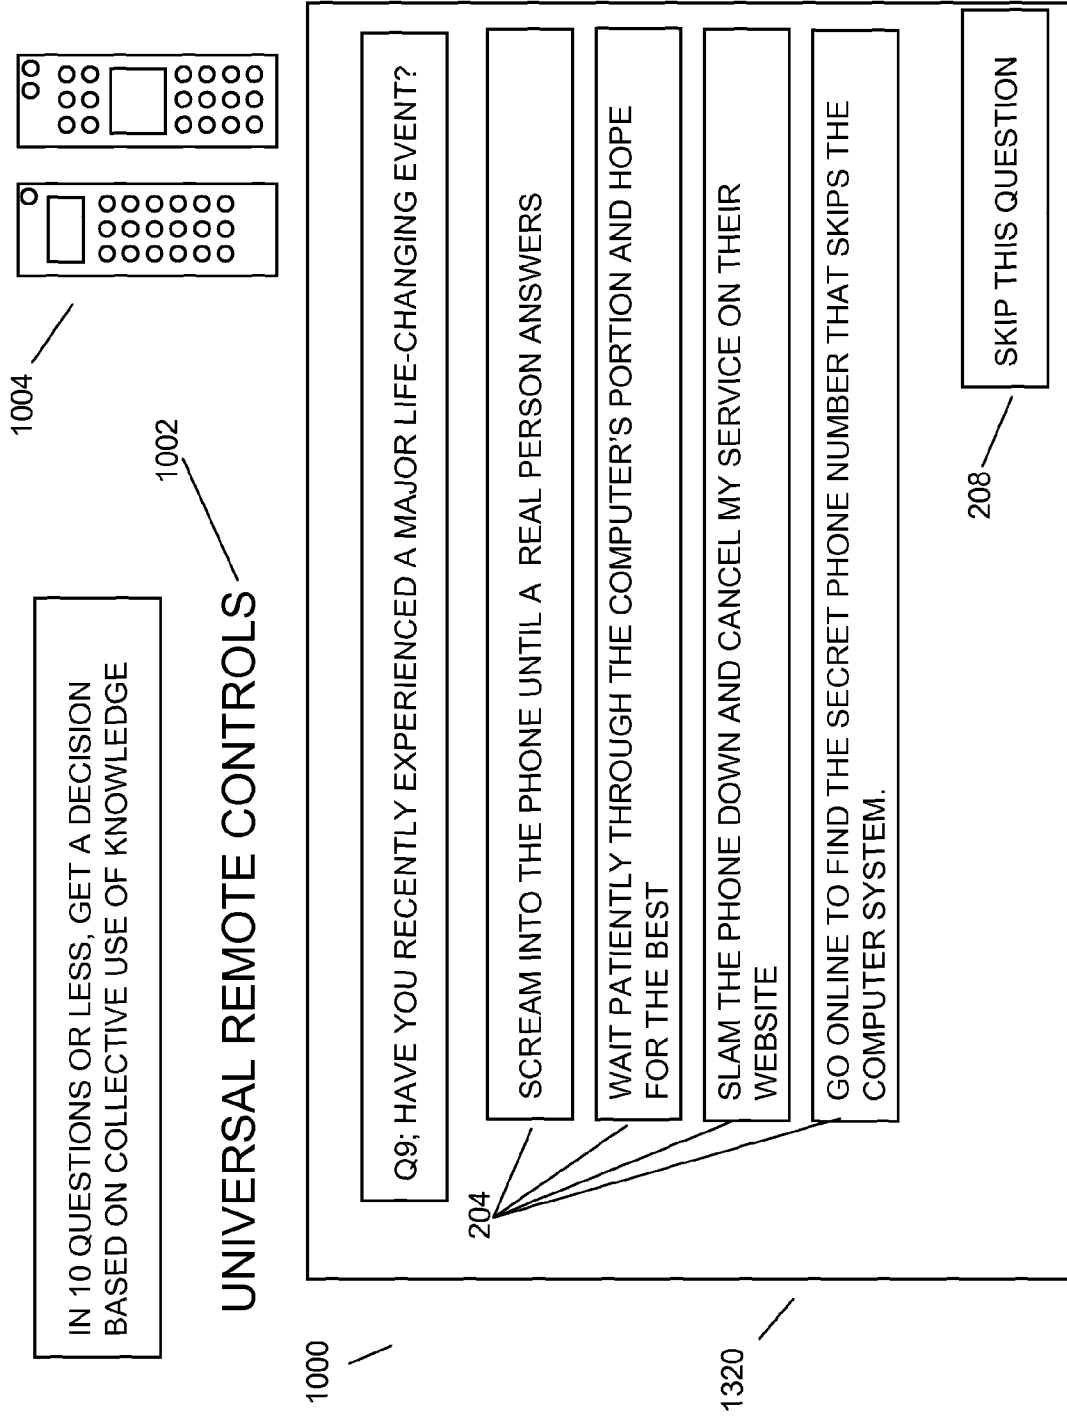 IN 10 QUESTIONS OR LESS, GET A DECISION
BASED ON COLLECTIVE USE OF KNOWLEDGE
1004
1002
UNIVERSAL REMOTE CONTROLS
1000
Q9; HAVE YOU RECENTLY EXPERIENCED A MAJOR LIFE-CHANGING EVENT?
204
SCREAM INTO THE PHONE UNTIL A REAL PERSON ANSWERS
WAIT PATIENTLY THROUGH THE COMPUTER'S PORTION AND HOPE
FOR THE BEST
SLAM THE PHONE DOWN AND CANCEL MY SERVICE ON THEIR
WEBSITE
GO ONLINE TO FIND THE SECRET PHONE NUMBER THAT SKIPS THE
COMPUTER SYSTEM.
1320
208
SKIP THIS QUESTION